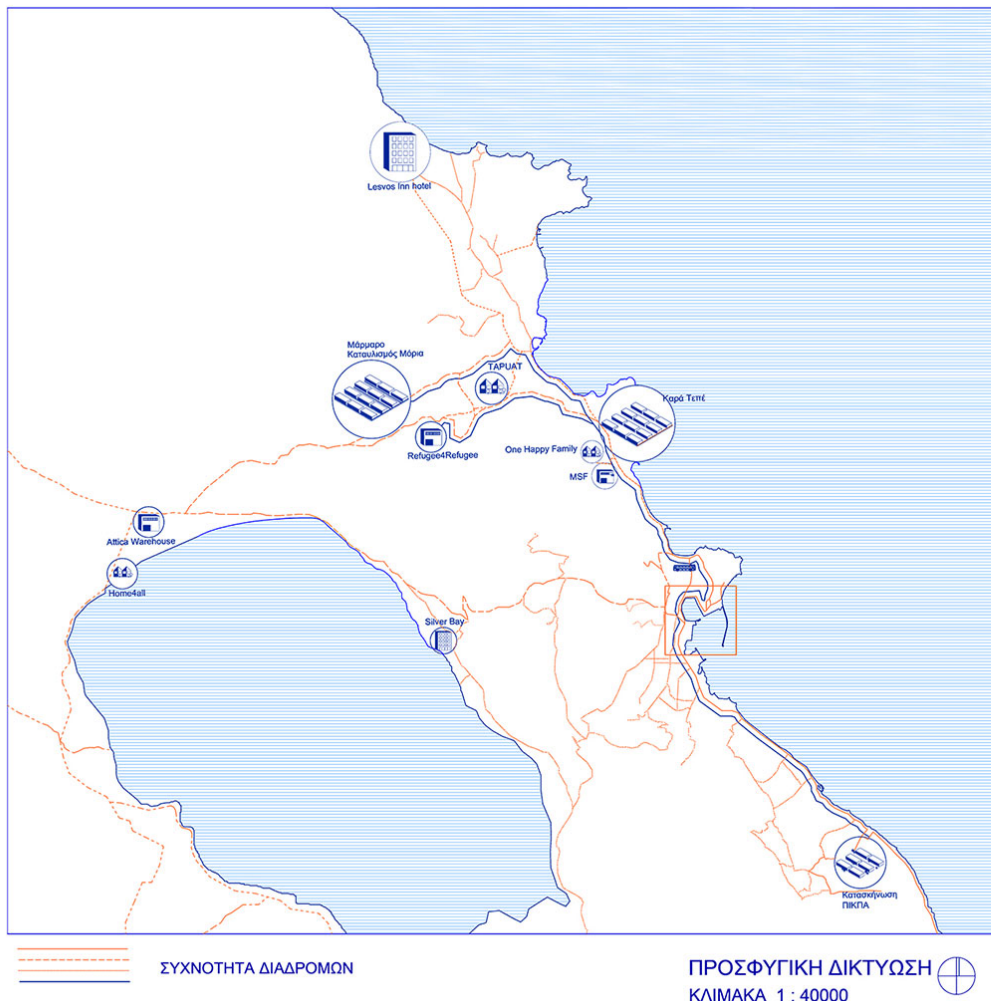 Lesvos Inn hotel
Μάρμαρο
Καταυλισμός Μόρια
TAPUAT
Καρά Τεπέ
Refugee4Refugee
One Happy Family
MSF
Attica Warehouse
Home4all
Silver Bay
Κατασκήνωση
ΠΙΚΠΑ
ΣΥΧΝΟΤΗΤΑ ΔΙΑΔΡΟΜΩΝ
ΠΡΟΣΦΥΓΙΚΗ ΔΙΚΤΥΩΣΗ
ΚΛΙΜΑΚΑ 1 : 40000